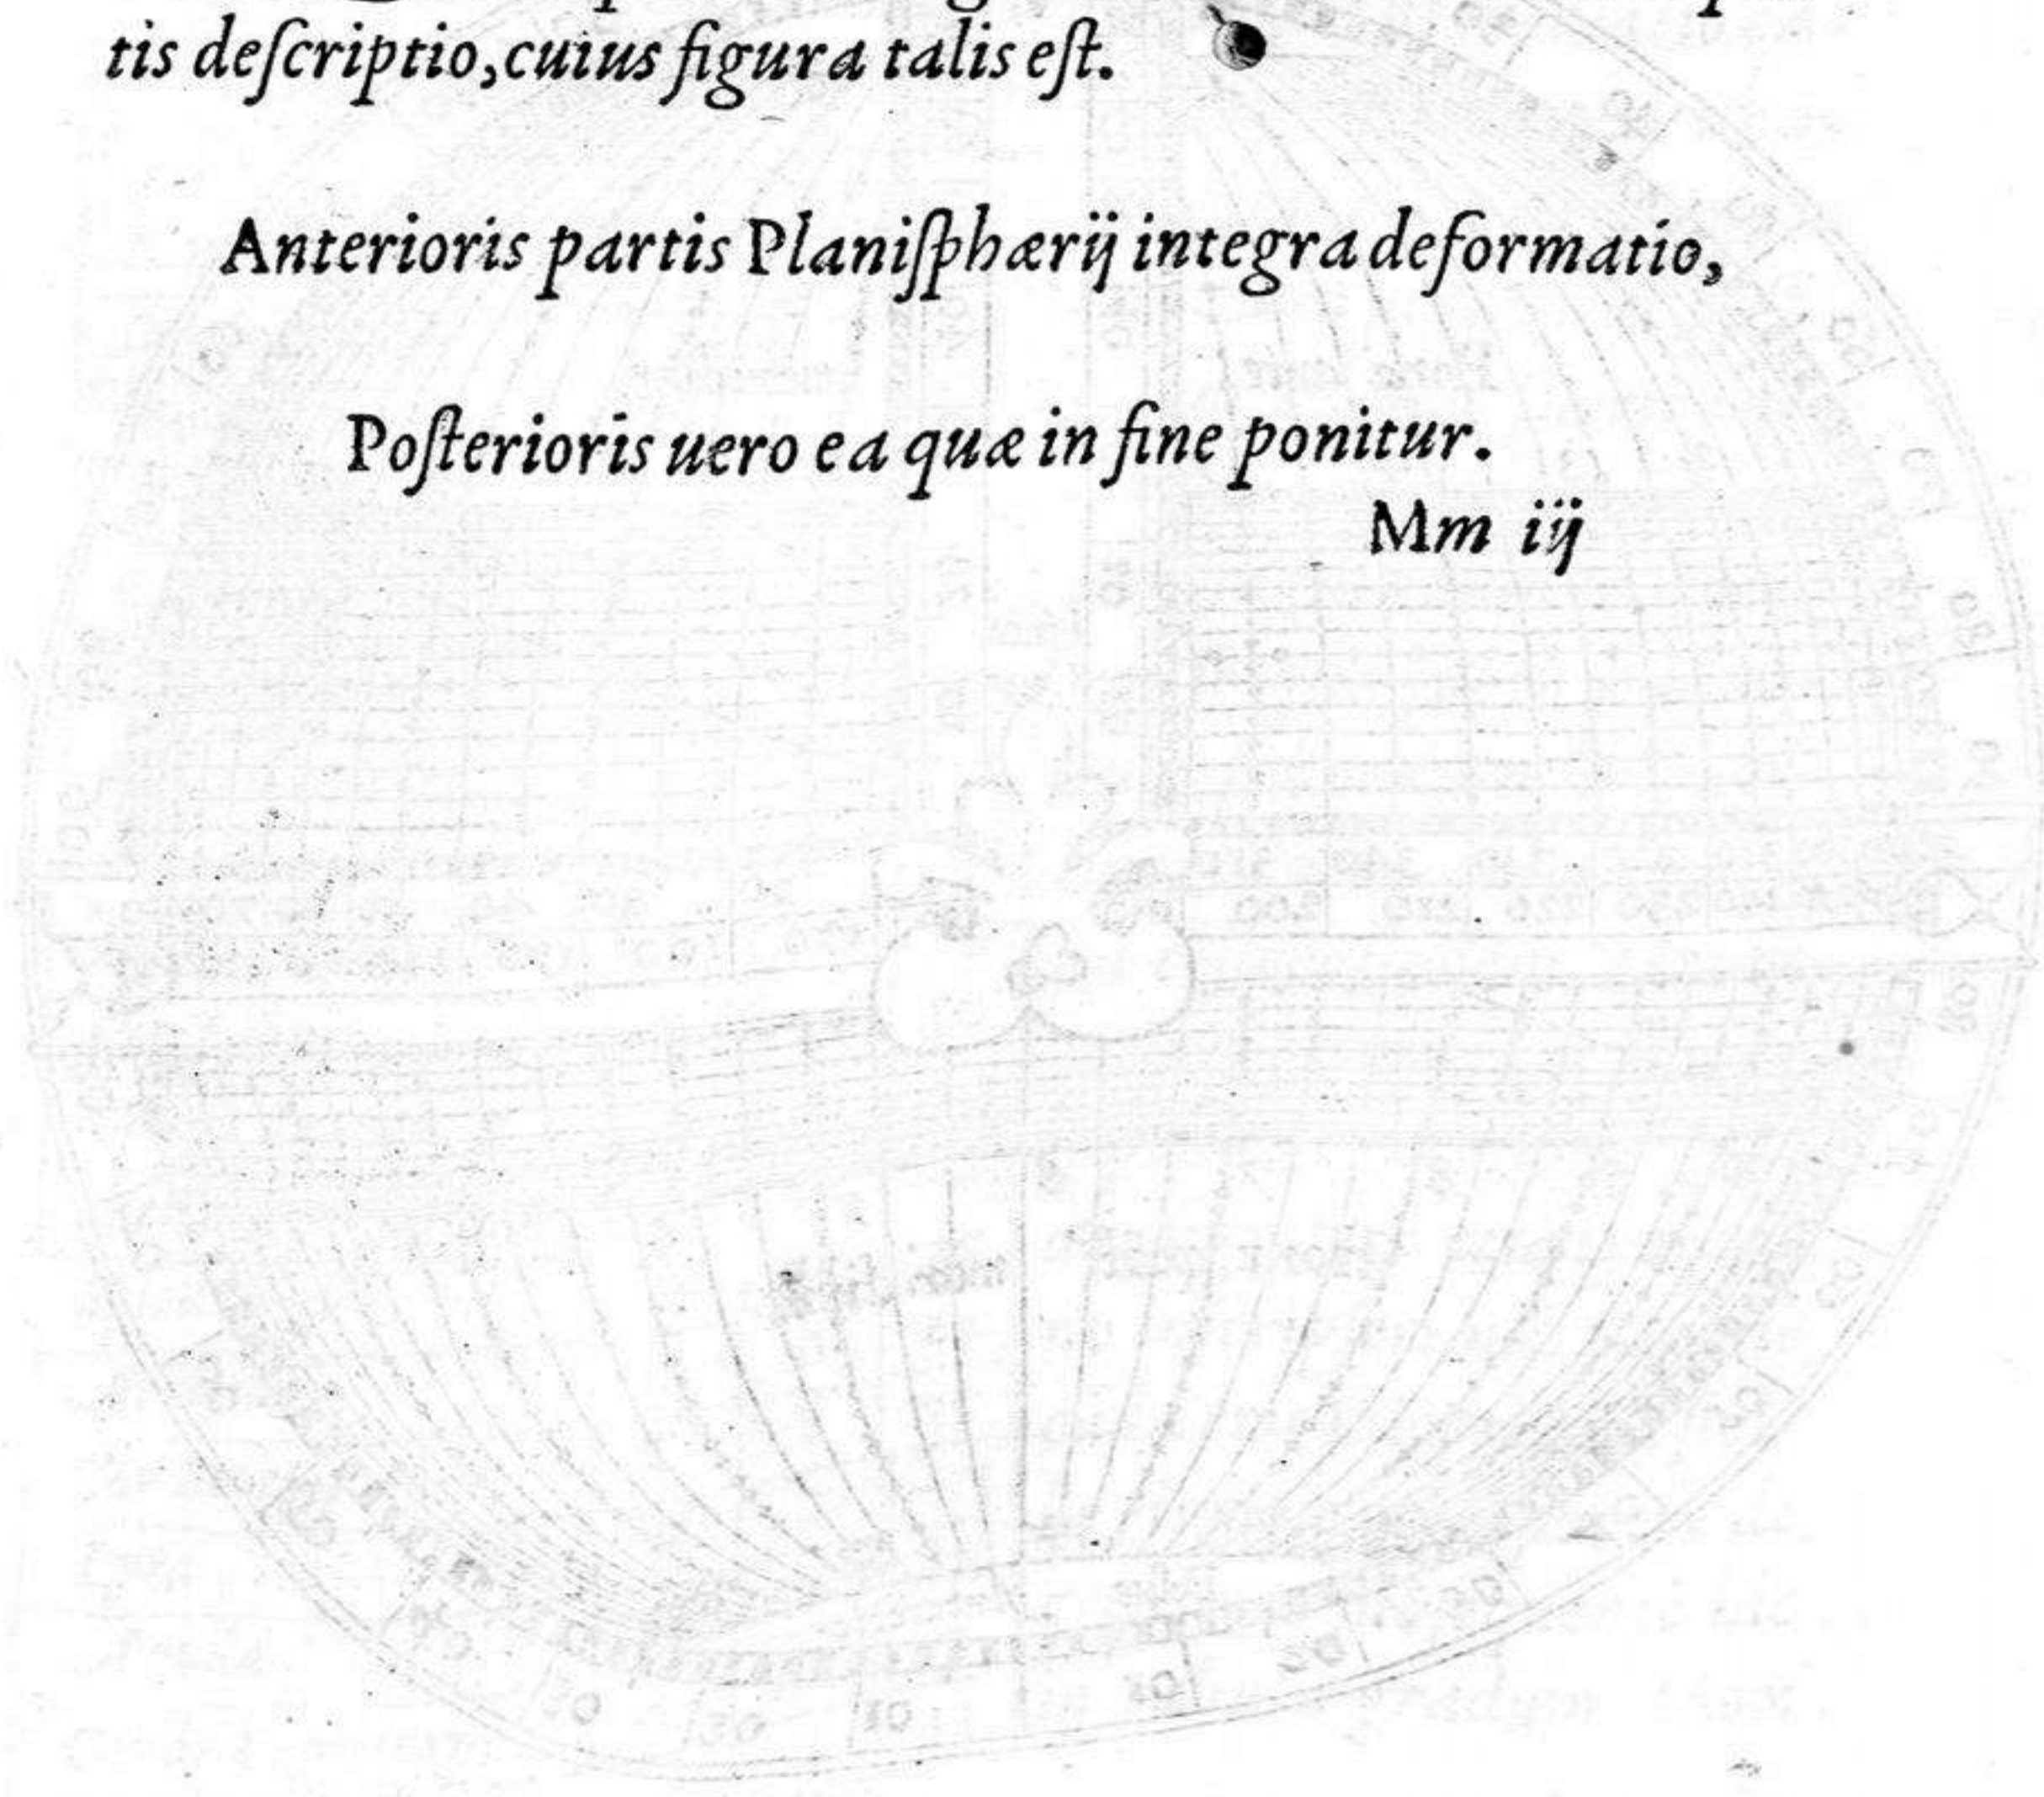 tis deſcriptio, cuius figura talis eſt.
Anterioris partis Planiſphærij integra deformatio,
Poſterioris uero ea quæ in fine ponitur.
Mm iij